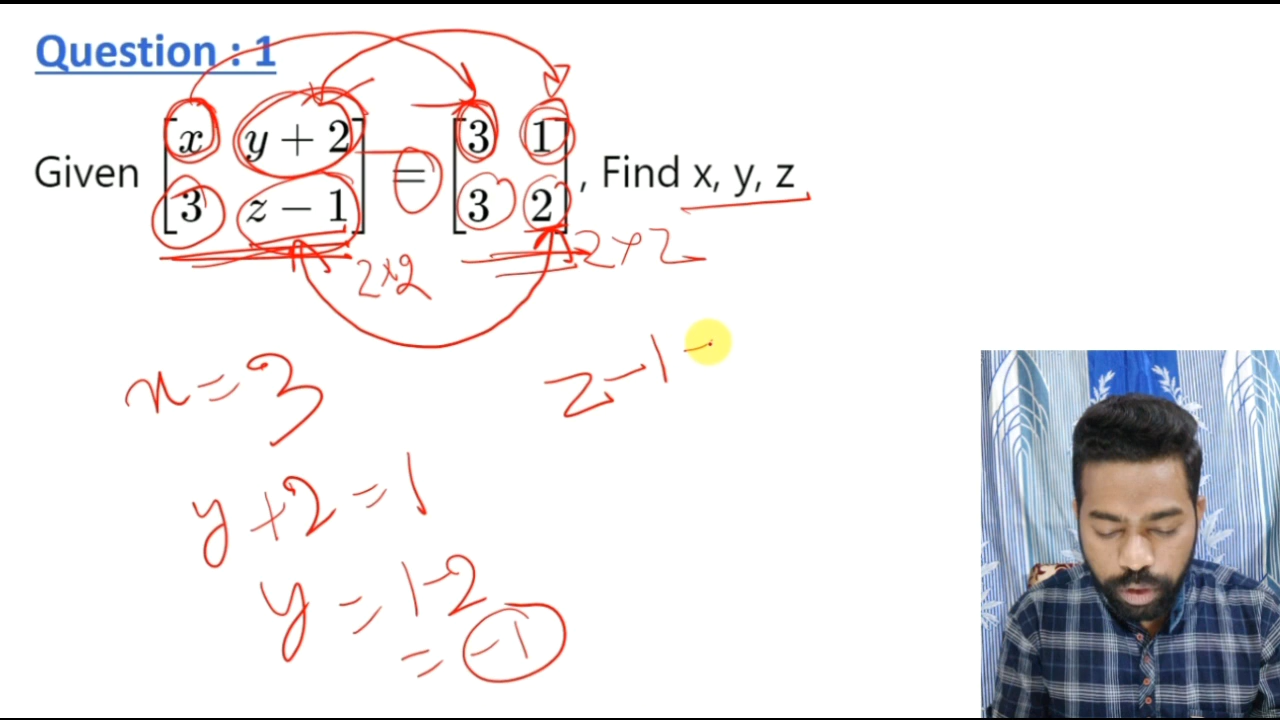 Question : 1
Given [x y + 2
3 z − 1] = [3 1
3 2], Find x, y, z
2×2 2×2
x = 3
z − 1 -
y + 2 = 1
y = 1-2
= -1